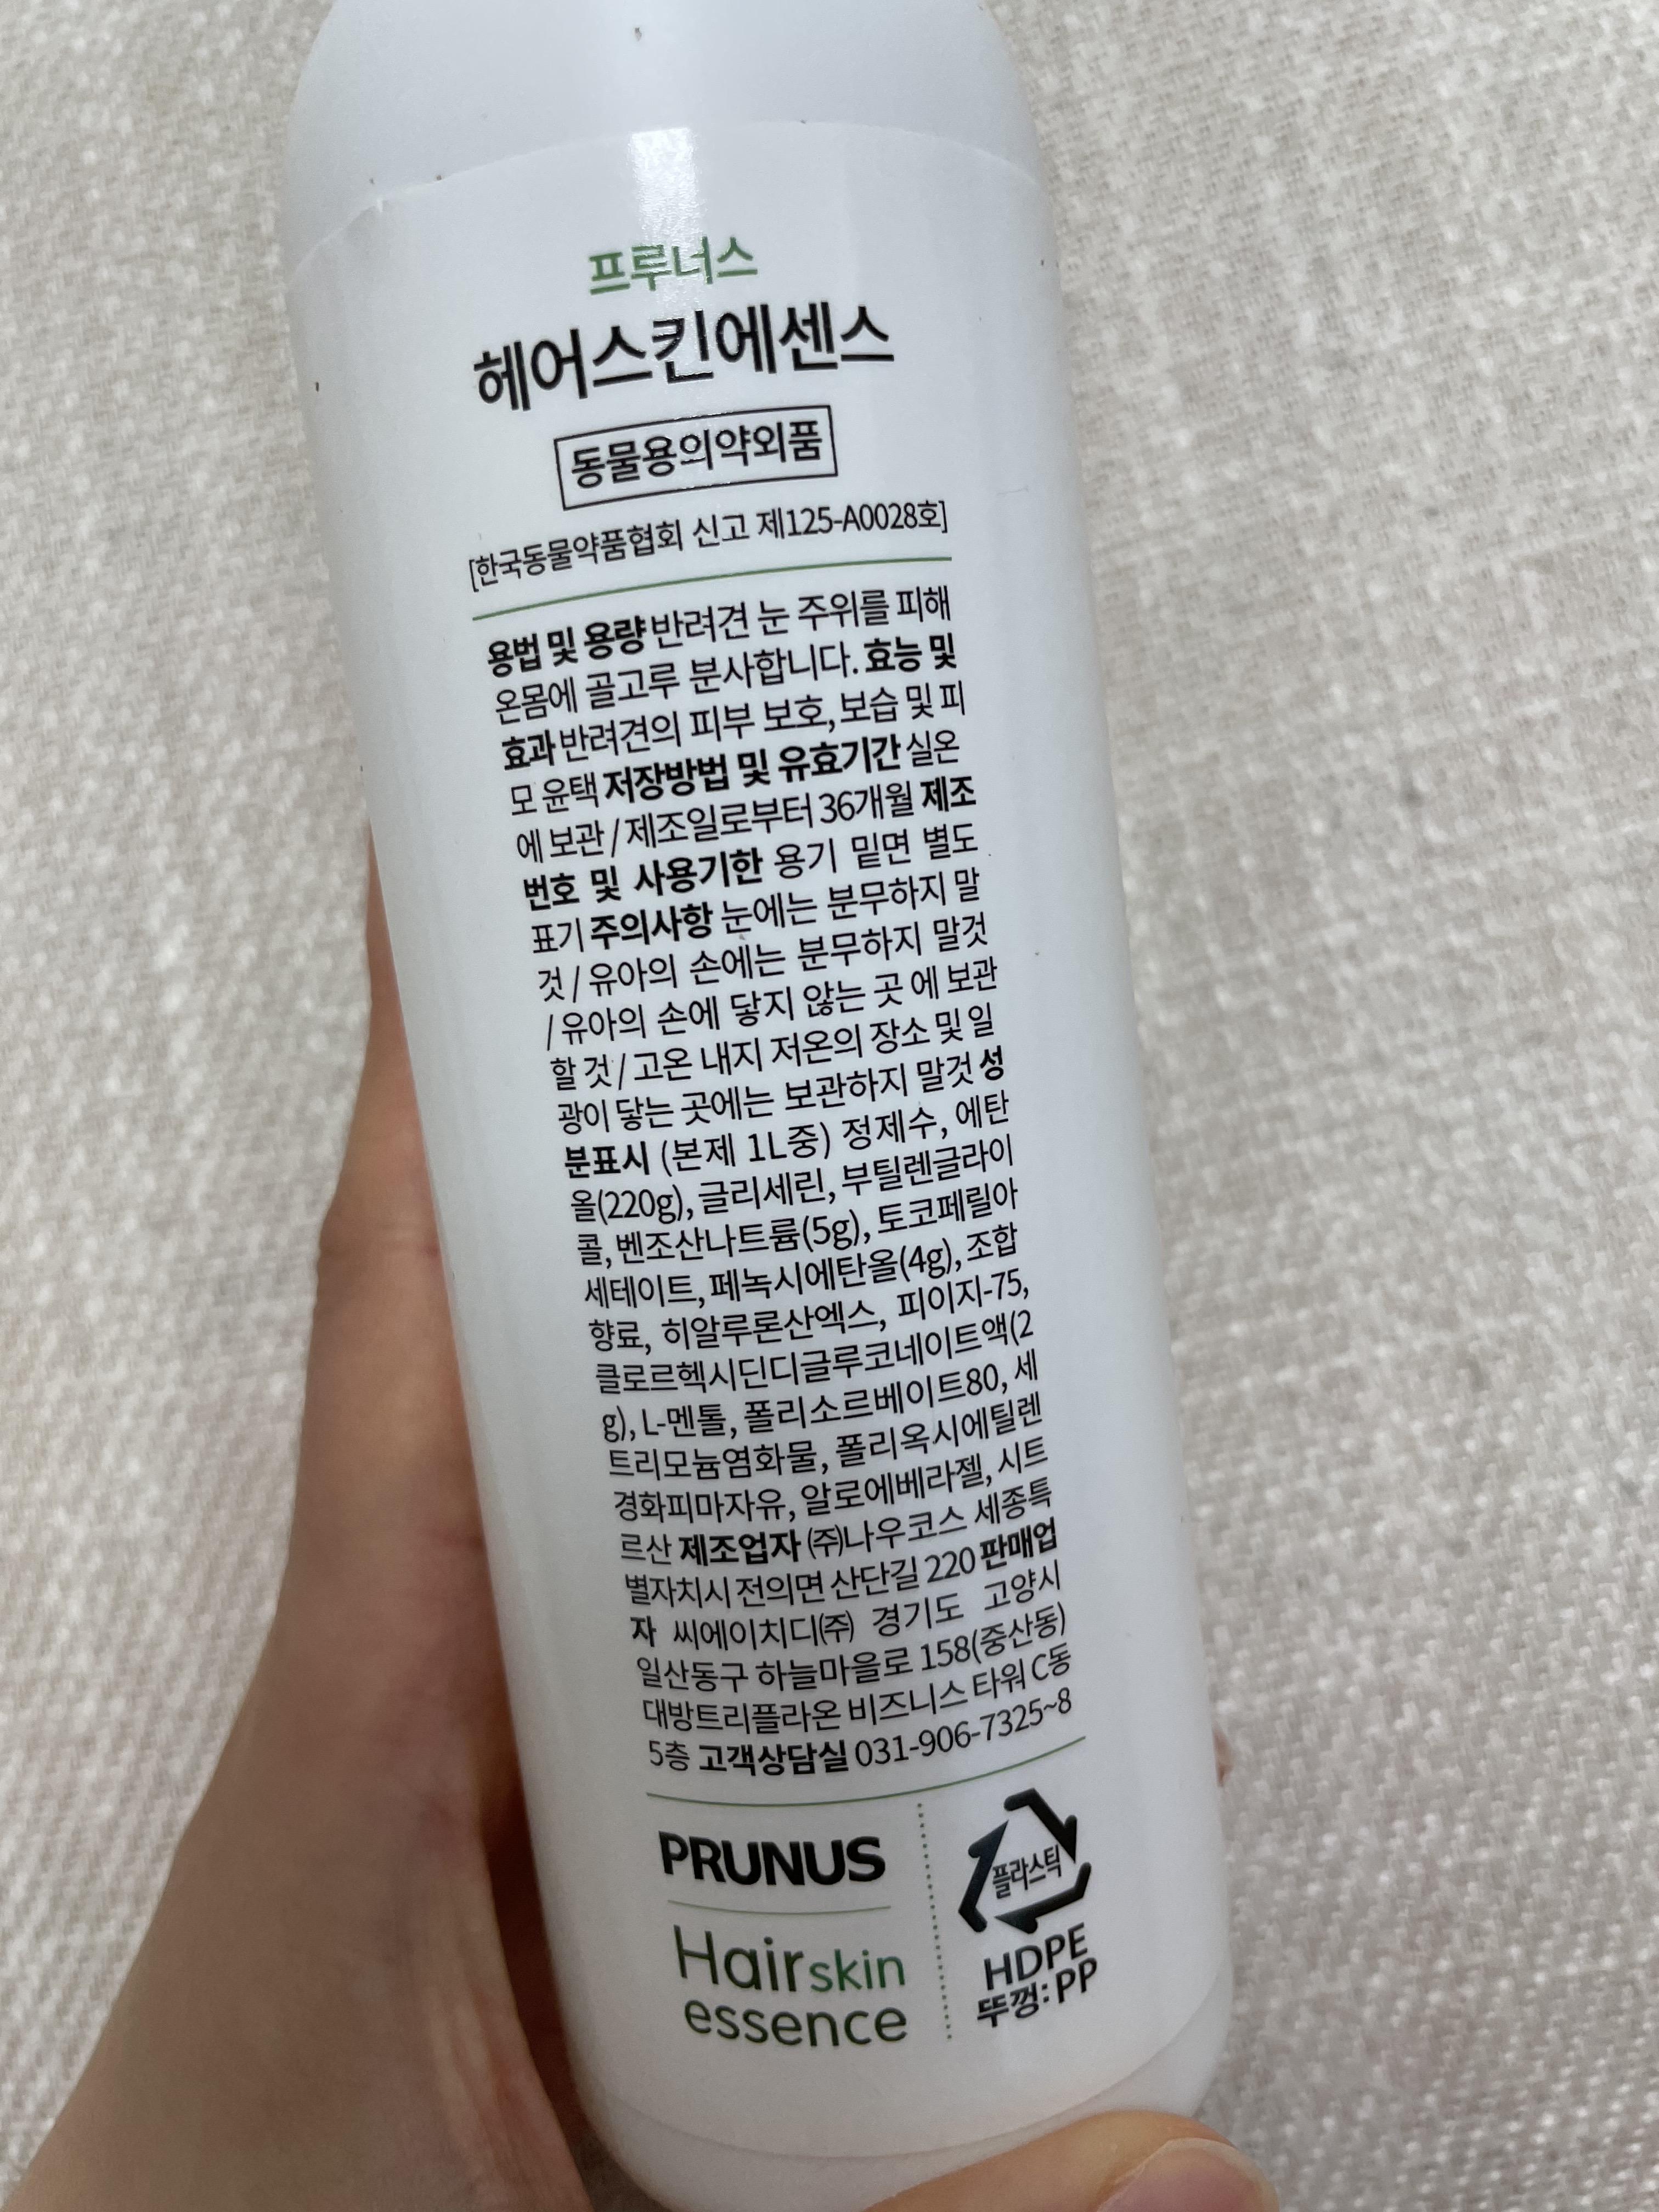 프루너스
헤어스킨에센스
동물용의약외품
[한국동물약품협회 신고 제125-A0028호]
용법 및 용량 반려견 눈 주위를 피해
온몸에 골고루 분사합니다. 효능 및
효과 반려견의 피부 보호, 보습 및 피
모 윤택 저장방법 및 유효기간 실온
에 보관 / 제조일로부터 36개월 제조
번호 및 사용기한 용기 밑면 별도
표기 주의사항 눈에는 분무하지 말
것 / 유아의 손에는 분무하지 말것
/ 유아의 손에 닿지 않는 곳 에 보관
할 것 / 고온 내지 저온의 장소 및 일
광이 닿는 곳에는 보관하지 말것 성
분표시 (본제 1L중) 정제수, 에탄
올(220g), 글리세린, 부틸렌글라이
콜, 벤조산나트륨(5g), 토코페릴아
세테이트, 페녹시에탄올(4g), 조합
향료, 히알루론산엑스, 피이지-75,
클로르헥시딘디글루코네이트액(2
g), L-멘톨, 폴리소르베이트80, 세
트리모늄염화물, 폴리옥시에틸렌
경화피마자유, 알로에베라젤, 시트
르산 제조업자 ㈜나우코스 세종특
별자치시 전의면 산단길 220 판매업
자 씨에이치디㈜ 경기도 고양시
일산동구 하늘마을로 158(중산동)
대방트리플라온 비즈니스 타워 C동
5층 고객상담실 031-906-7325~8
PRUNUS
Hairskin
essence
플라스틱
HDPE
뚜껑: PP